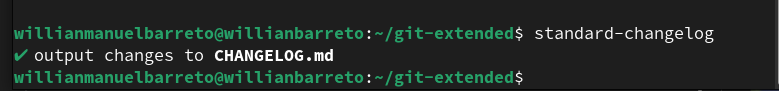 willianmanuelbarreto@willianbarreto:~/git-extended$ standard-changelog
✔ output changes to CHANGELOG.md
willianmanuelbarreto@willianbarreto:~/git-extended$